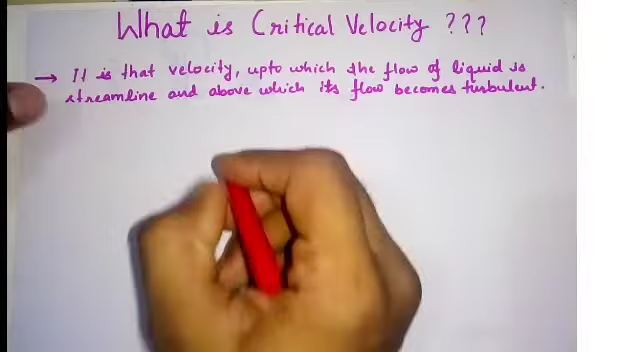 What is Critical Velocity ???
→ It is that velocity, upto which the flow of liquid is
streamline and above which its flow becomes turbulent.